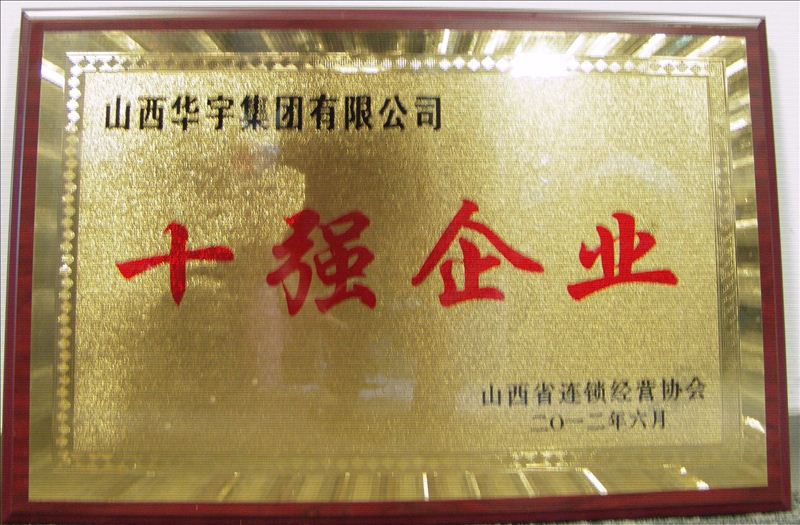 山西华宇集团有限公司
十强企业
山西省连锁经营协会
二〇一二年六月